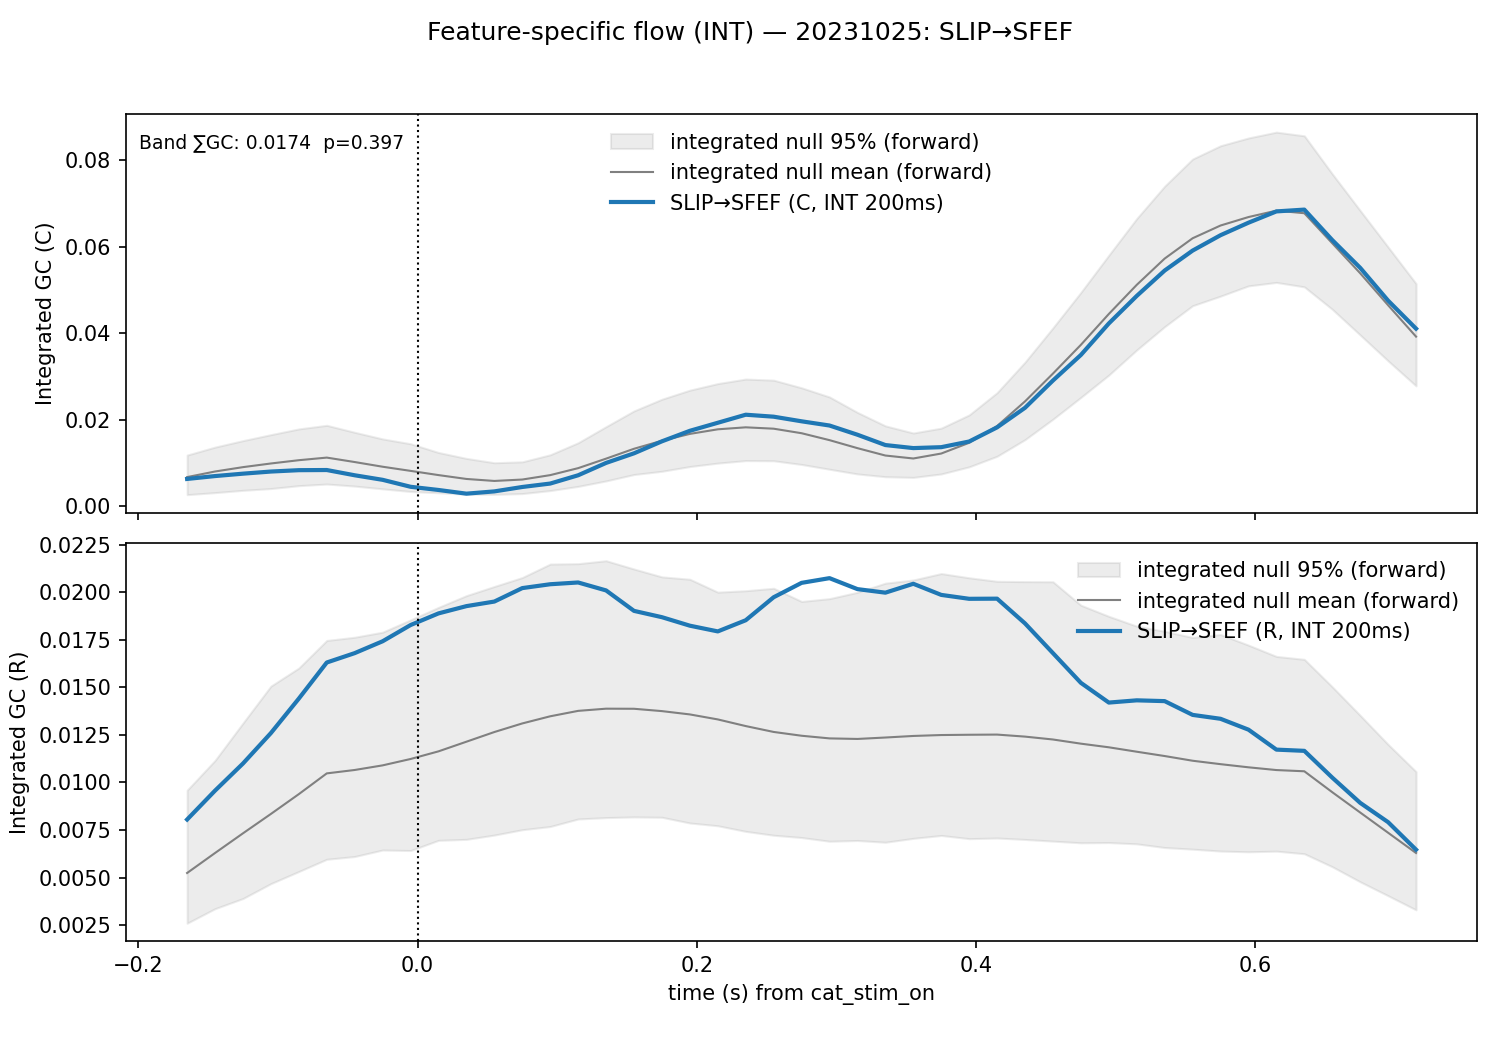 Feature-specific flow (INT) — 20231025: SLIP→SFEF
Band ∑GC: 0.0174  p=0.397
integrated null 95% (forward)
integrated null mean (forward)
SLIP→SFEF (C, INT 200ms)
Integrated GC (C)
0.08
0.06
0.04
0.02
0.00
integrated null 95% (forward)
integrated null mean (forward)
SLIP→SFEF (R, INT 200ms)
Integrated GC (R)
0.0225
0.0200
0.0175
0.0150
0.0125
0.0100
0.0075
0.0050
0.0025
−0.2 0.0 0.2 0.4 0.6
time (s) from cat_stim_on